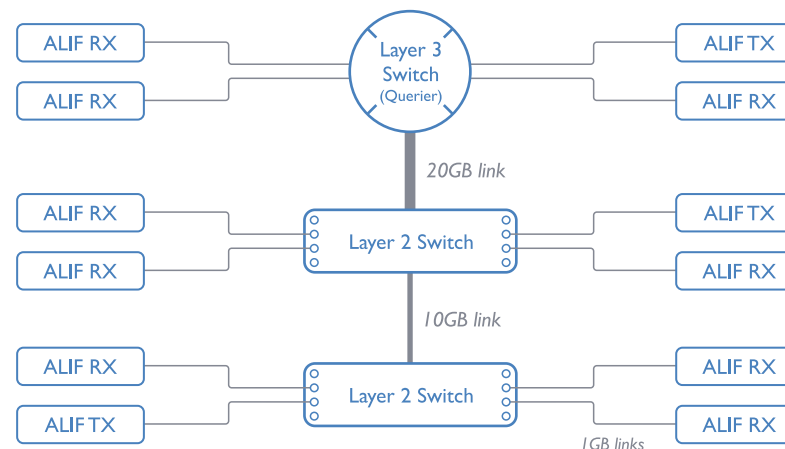 ALIF RX
ALIF RX
Layer 3
Switch
(Querier)
ALIF TX
ALIF RX
20GB link
ALIF RX
ALIF RX
Layer 2 Switch
ALIF TX
ALIF RX
10GB link
ALIF RX
ALIF TX
Layer 2 Switch
ALIF RX
ALIF RX
1GB links